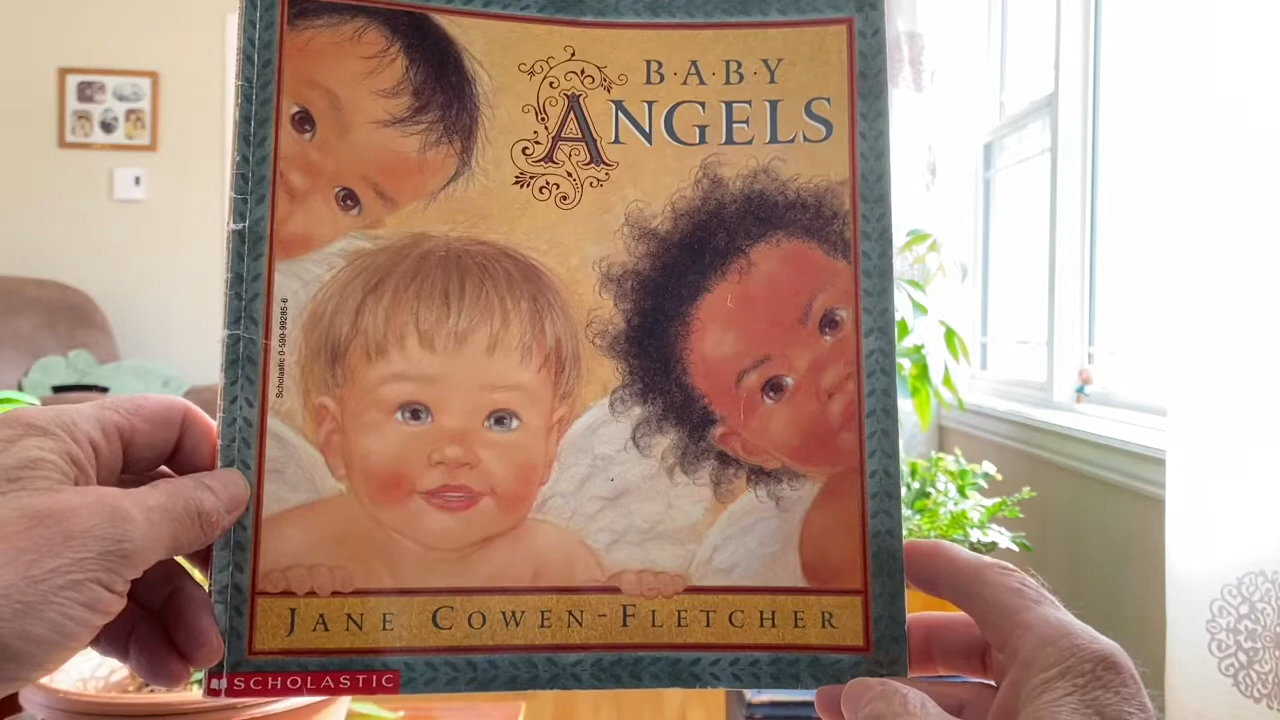 B·A·B·Y
ANGELS
Scholastic 0-590-99285-6
JANE COWEN-FLETCHER
SCHOLASTIC